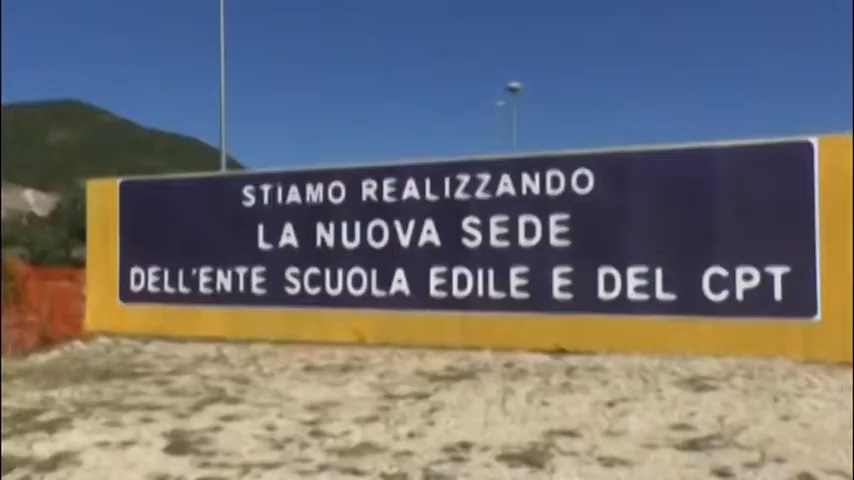 STIAMO REALIZZANDO
LA NUOVA SEDE
DELL'ENTE SCUOLA EDILE E DEL CPT